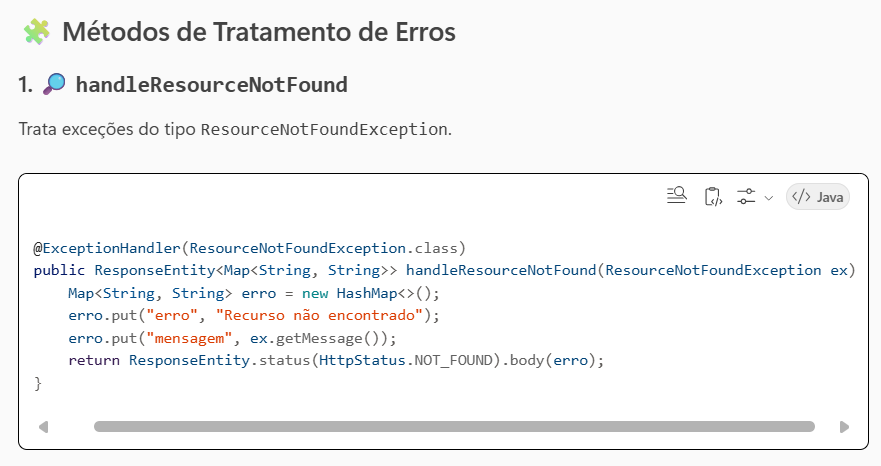 Métodos de Tratamento de Erros
1. handleResourceNotFound
Trata exceções do tipo ResourceNotFoundException.
</> Java
@ExceptionHandler(ResourceNotFoundException.class)
public ResponseEntity<Map<String, String>> handleResourceNotFound(ResourceNotFoundException ex)
    Map<String, String> erro = new HashMap<>();
    erro.put("erro", "Recurso não encontrado");
    erro.put("mensagem", ex.getMessage());
    return ResponseEntity.status(HttpStatus.NOT_FOUND).body(erro);
}